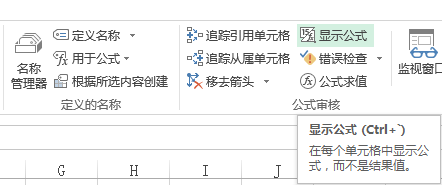 名称
管理器
定义名称
用于公式
根据所选内容创建
定义的名称
追踪引用单元格
追踪从属单元格
移去箭头
显示公式
错误检查
公式求值
公式审核
监视窗口
显示公式 (Ctrl+`)
在每个单元格中显示公
式，而不是结果值。
G H I J